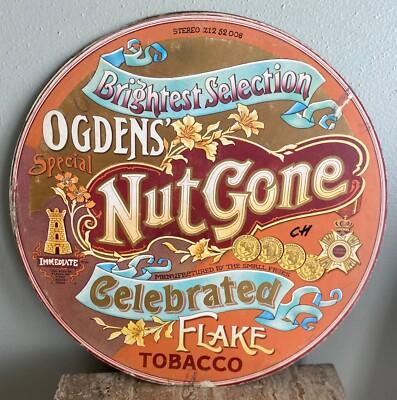 STEREO Z12 52 008
Brightest Selection
OGDENS'
Special
Nut Gone
C-H
IMMEDIATE
MANUFACTURED BY THE SMALL FACES
Celebrated
FLAKE
TOBACCO